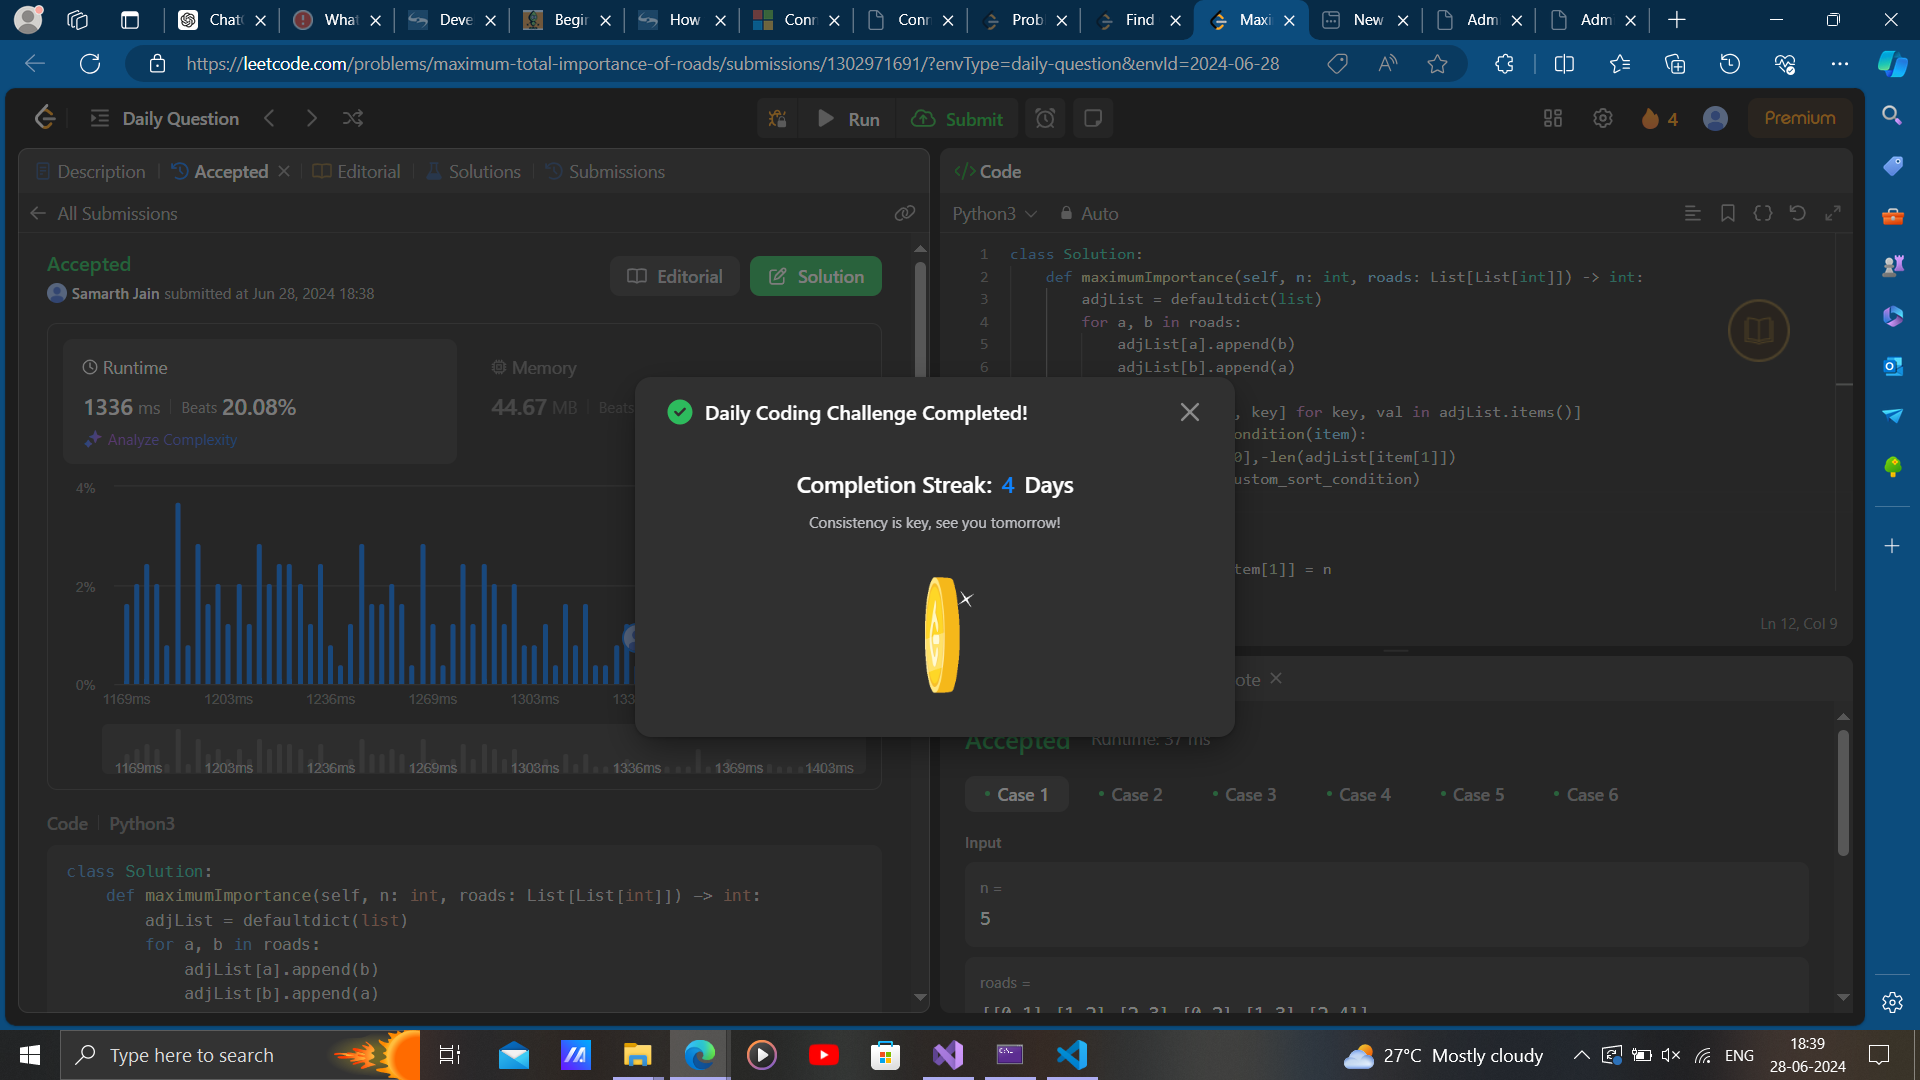 Chat
What
Deve
Begir
How
Conn
Conn
Prob
Find
Maxi
New
Adm
Adm
https://leetcode.com/problems/maximum-total-importance-of-roads/submissions/1302971691/?envType=daily-question&envId=2024-06-28
Daily Question
Run
Submit
4
Premium
Description
Accepted
Editorial
Solutions
Submissions
All Submissions
Accepted
Samarth Jain submitted at Jun 28, 2024 18:38
Editorial
Solution
Runtime
1336 ms
Beats 20.08%
Analyze Complexity
Memory
44.67 MB
Beats
4%
2%
0%
1169ms
1203ms
1236ms
1269ms
1303ms
133
1169ms
1203ms
1236ms
1269ms
1303ms
1336ms
1369ms
1403ms
Code
Python3
class Solution:
def maximumImportance(self, n: int, roads: List[List[int]]) -> int:
adjList = defaultdict(list)
for a, b in roads:
adjList[a].append(b)
adjList[b].append(a)
</> Code
Python3
Auto
1 class Solution:
2 def maximumImportance(self, n: int, roads: List[List[int]]) -> int:
3 adjList = defaultdict(list)
4 for a, b in roads:
5 adjList[a].append(b)
6 adjList[b].append(a)
, key] for key, val in adjList.items()]
ondition(item):
0],-len(adjList[item[1]])
ustom_sort_condition)
tem[1]] = n
Ln 12, Col 9
Daily Coding Challenge Completed!
Completion Streak: 4 Days
Consistency is key, see you tomorrow!
ote
Accepted
Runtime: 37 ms
Case 1
Case 2
Case 3
Case 4
Case 5
Case 6
Input
n =
5
roads =
[[0,1],[1,2],[2,3],[0,2],[1,3],[2,4]]
Type here to search
27°C Mostly cloudy
ENG
18:39
28-06-2024